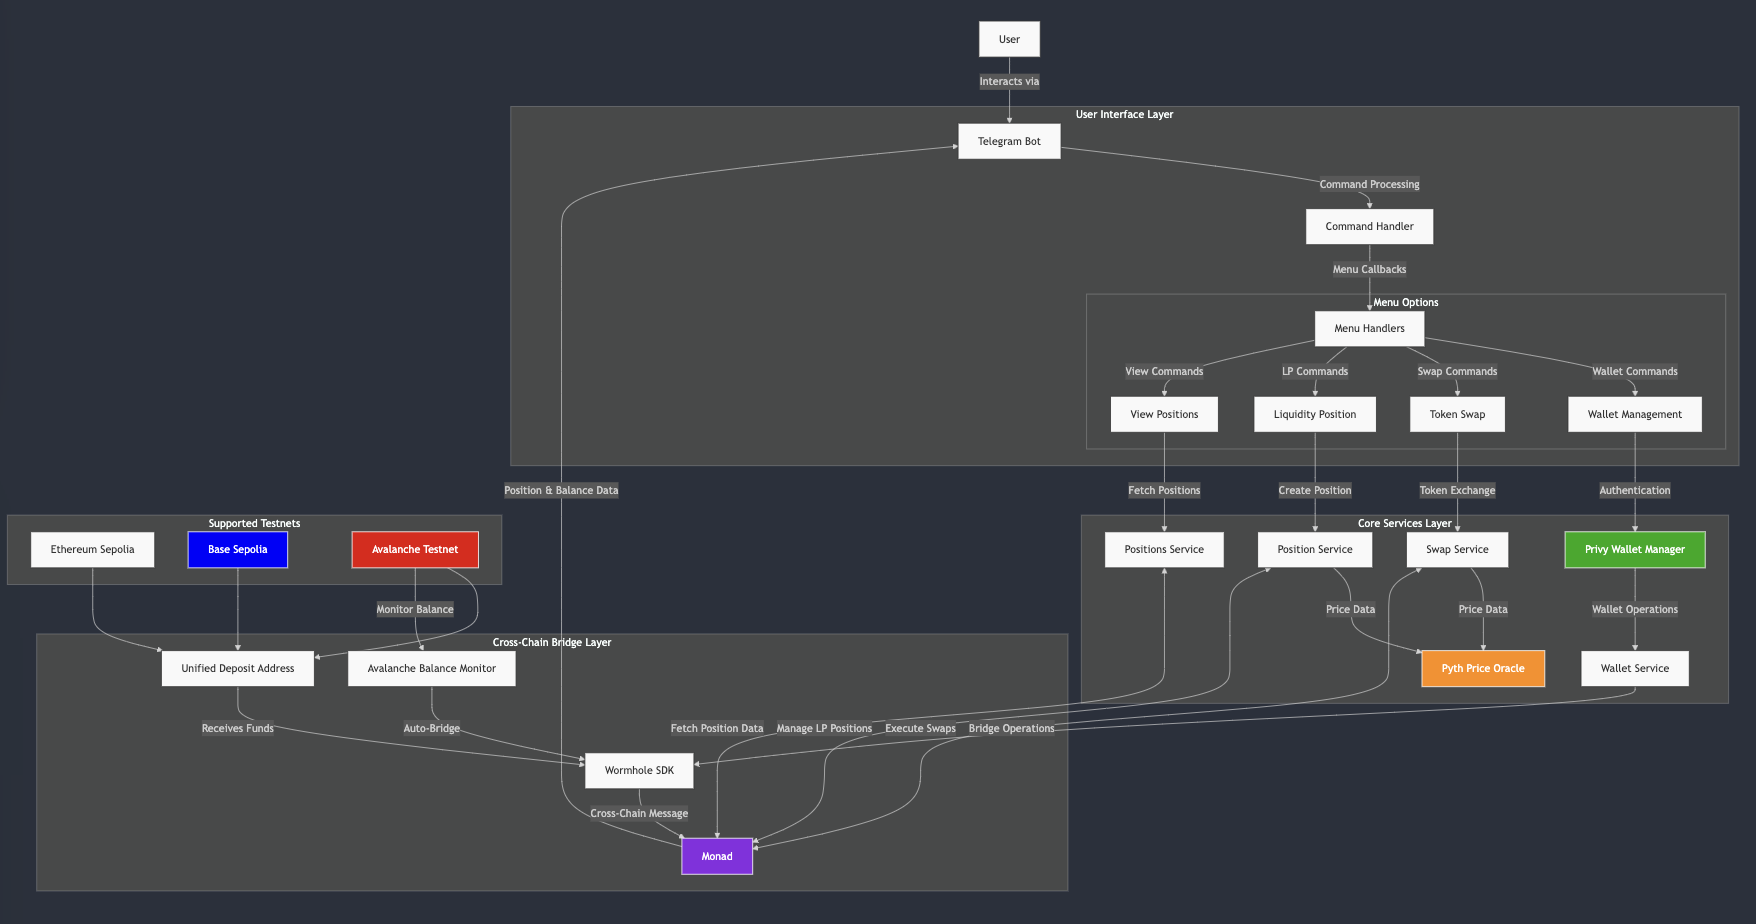 User
Interacts via
User Interface Layer
Telegram Bot
Command Processing
Command Handler
Menu Callbacks
Menu Options
Menu Handlers
View Commands
LP Commands
Swap Commands
Wallet Commands
View Positions
Liquidity Position
Token Swap
Wallet Management
Position & Balance Data
Fetch Positions
Create Position
Token Exchange
Authentication
Supported Testnets
Core Services Layer
Ethereum Sepolia
Base Sepolia
Avalanche Testnet
Positions Service
Position Service
Swap Service
Privy Wallet Manager
Monitor Balance
Price Data
Price Data
Wallet Operations
Cross-Chain Bridge Layer
Unified Deposit Address
Avalanche Balance Monitor
Pyth Price Oracle
Wallet Service
Receives Funds
Auto-Bridge
Fetch Position Data
Manage LP Positions
Execute Swaps
Bridge Operations
Wormhole SDK
Cross-Chain Message
Monad